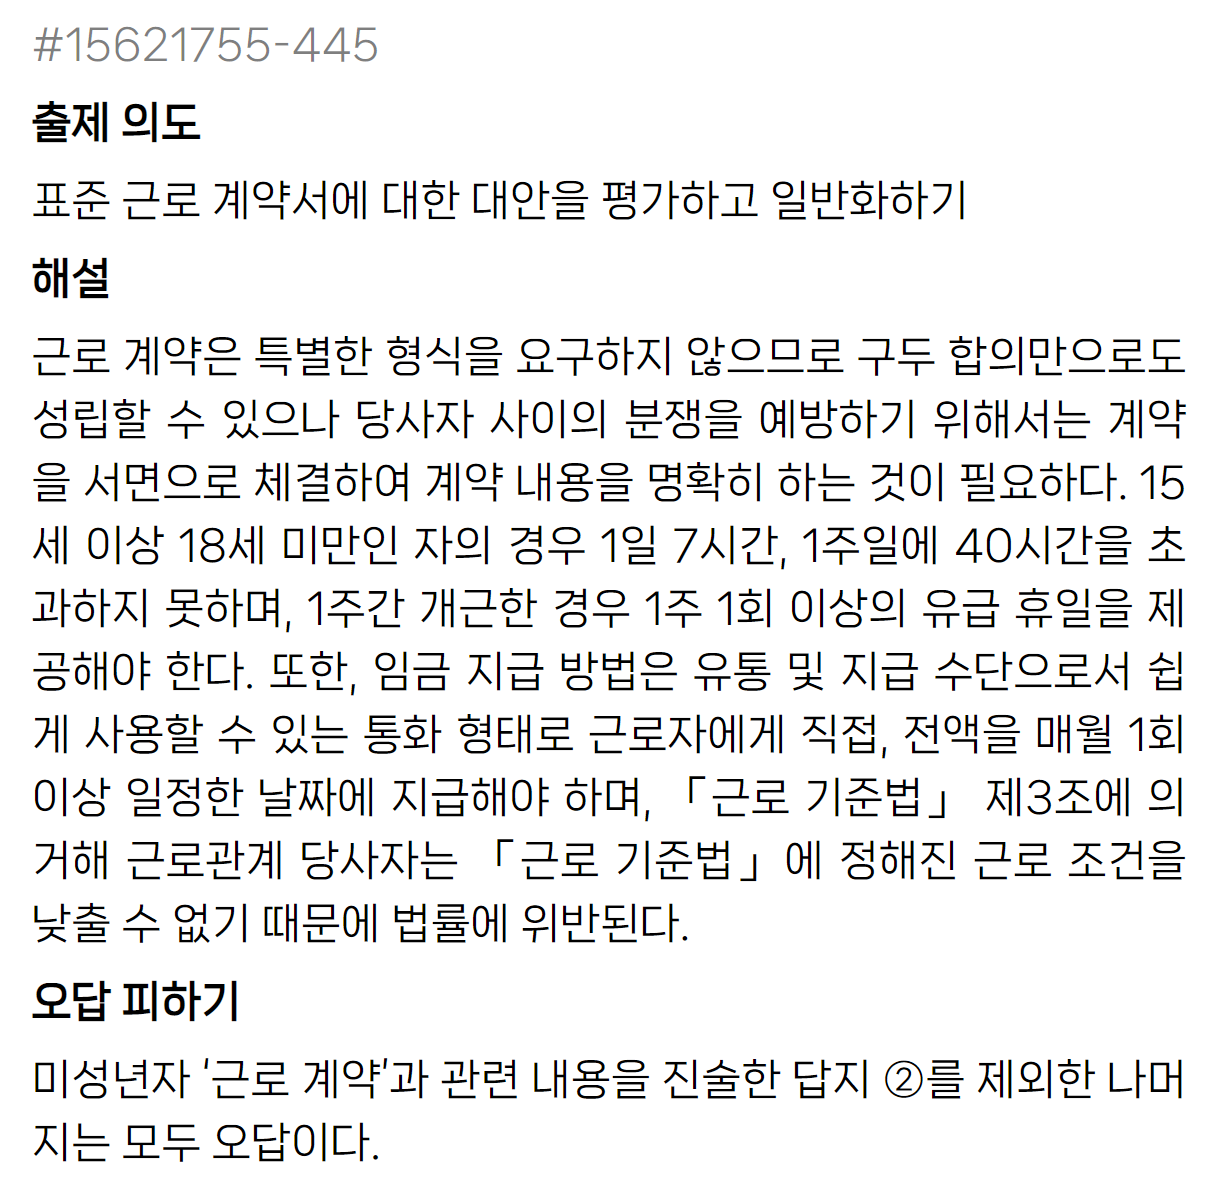 #15621755-445
출제 의도
표준 근로 계약서에 대한 대안을 평가하고 일반화하기
해설
근로 계약은 특별한 형식을 요구하지 않으므로 구두 합의만으로도
성립할 수 있으나 당사자 사이의 분쟁을 예방하기 위해서는 계약
을 서면으로 체결하여 계약 내용을 명확히 하는 것이 필요하다. 15
세 이상 18세 미만인 자의 경우 1일 7시간, 1주일에 40시간을 초
과하지 못하며, 1주간 개근한 경우 1주 1회 이상의 유급 휴일을 제
공해야 한다. 또한, 임금 지급 방법은 유통 및 지급 수단으로서 쉽
게 사용할 수 있는 통화 형태로 근로자에게 직접, 전액을 매월 1회
이상 일정한 날짜에 지급해야 하며, 「근로 기준법」 제3조에 의
거해 근로관계 당사자는 「근로 기준법」에 정해진 근로 조건을
낮출 수 없기 때문에 법률에 위반된다.
오답 피하기
미성년자 '근로 계약'과 관련 내용을 진술한 답지 ②를 제외한 나머
지는 모두 오답이다.